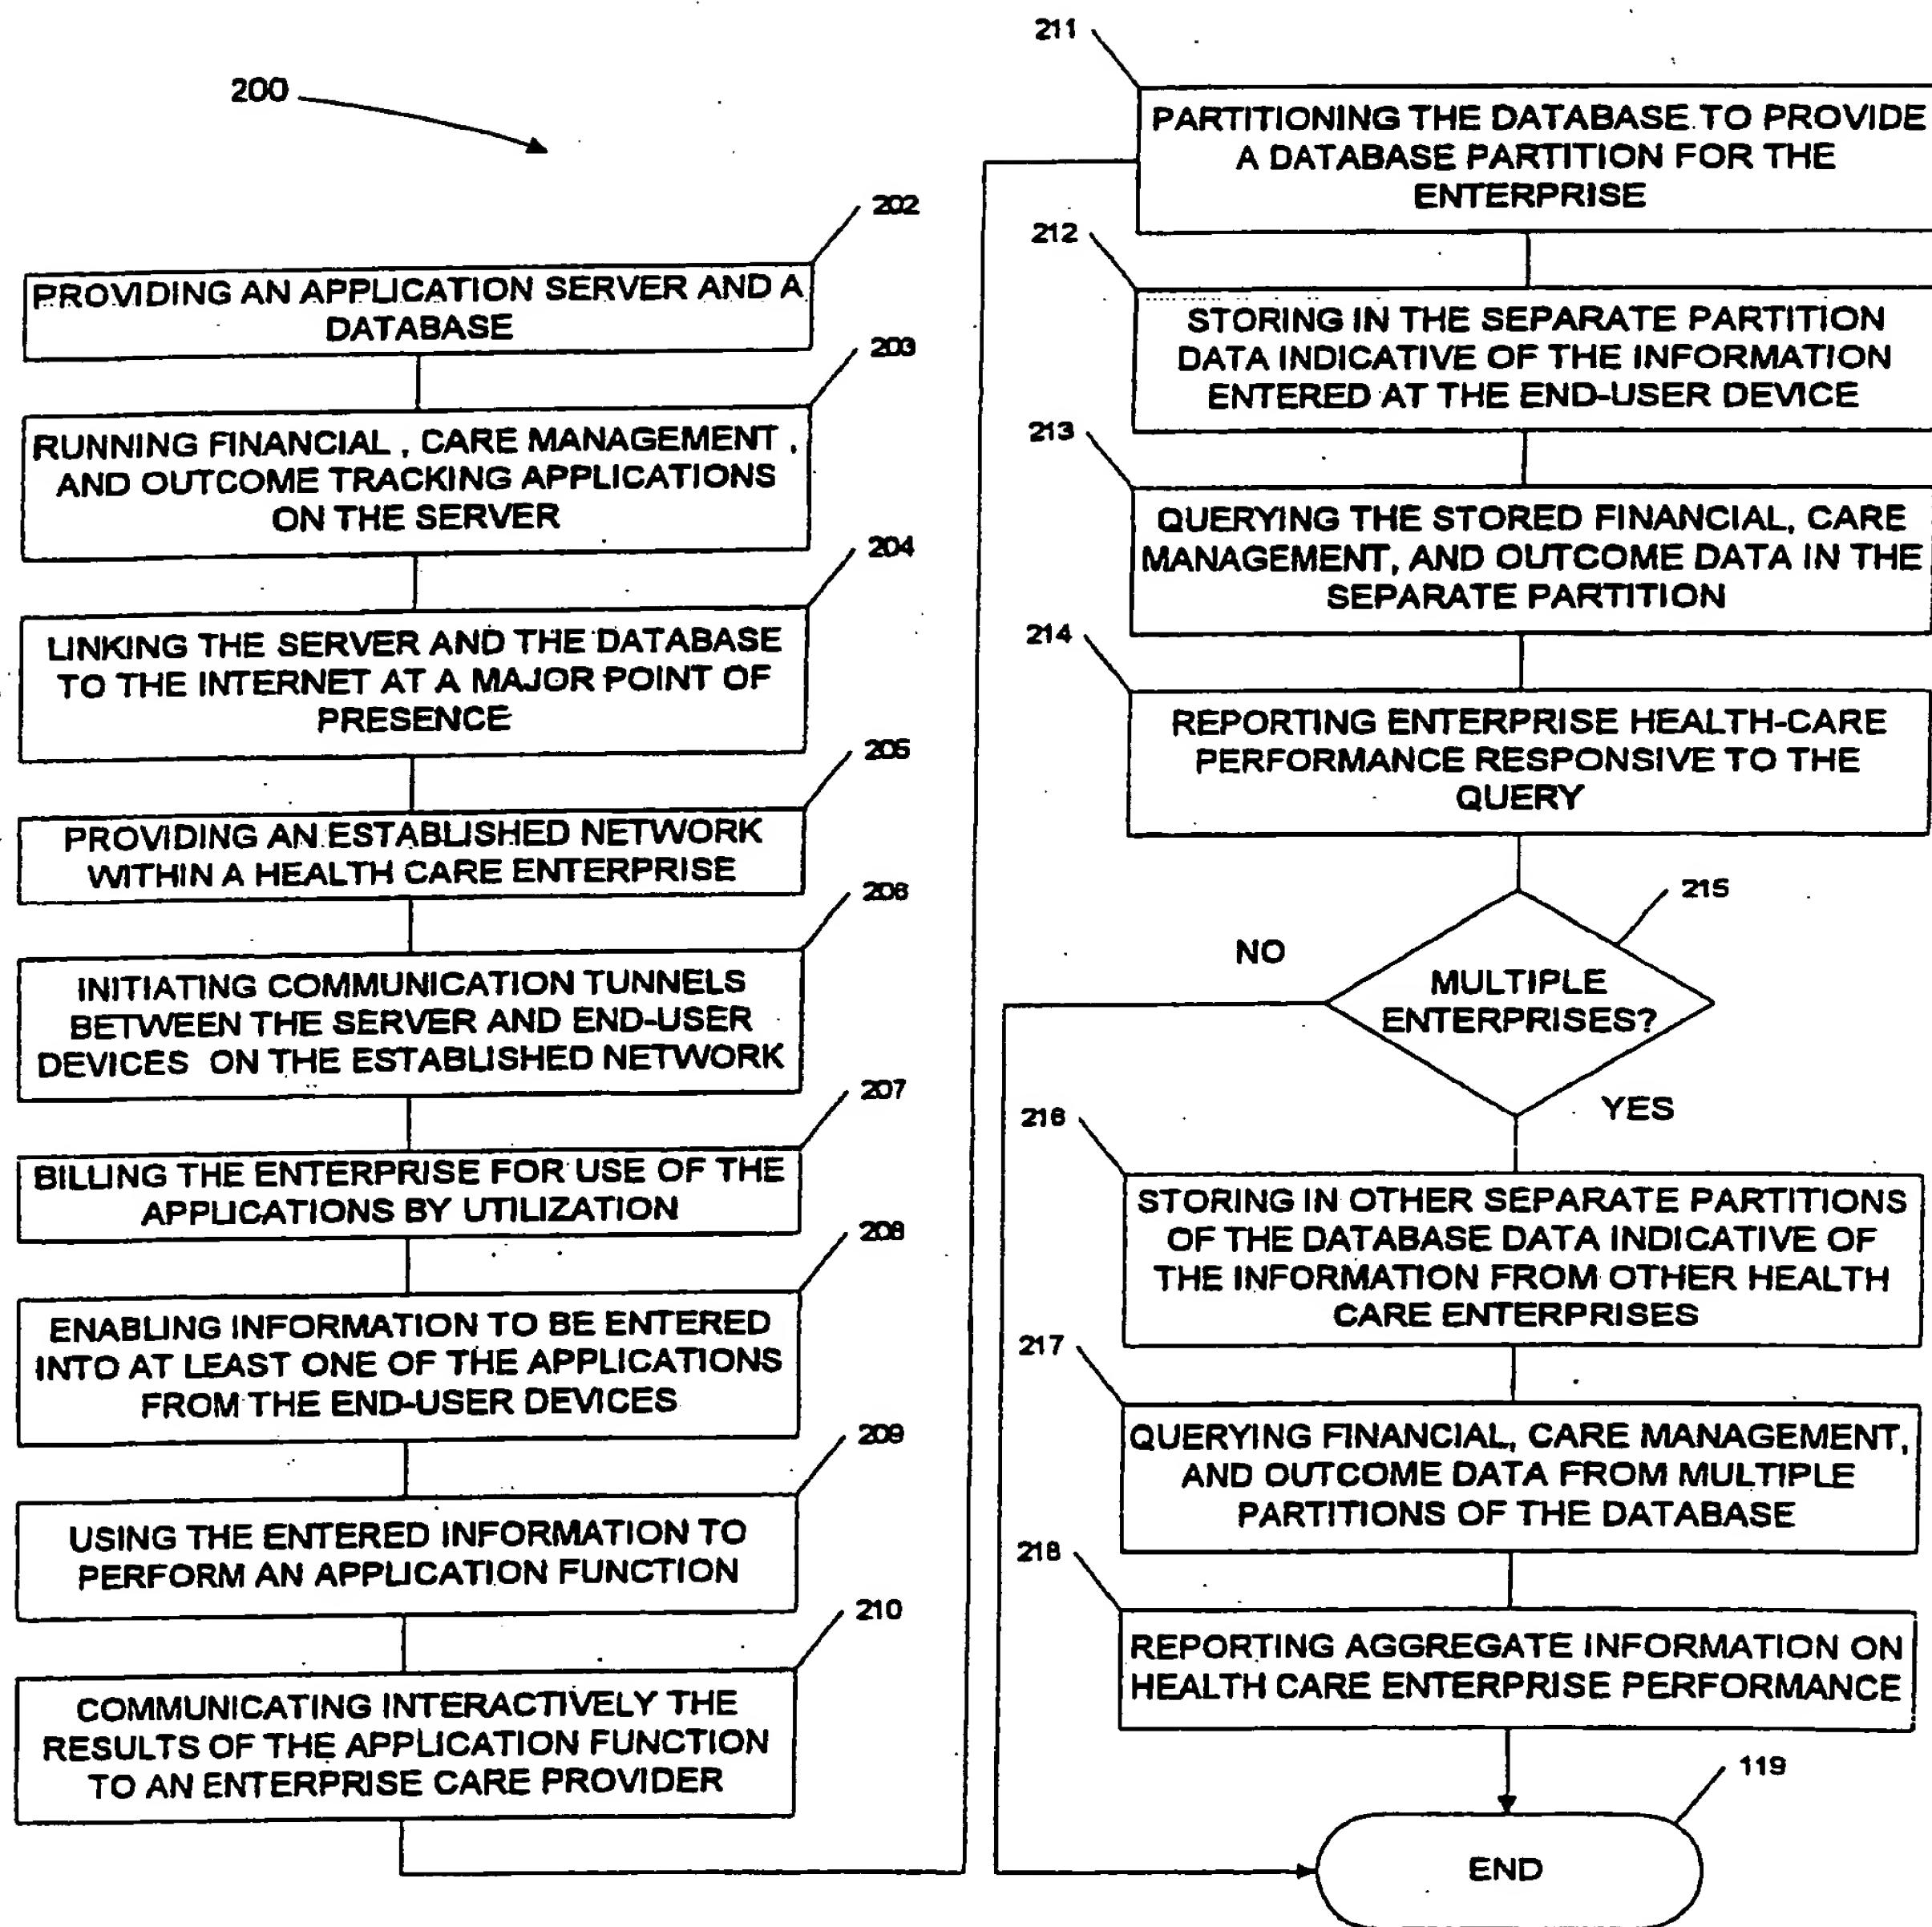 200
202
PROVIDING AN APPLICATION SERVER AND A
DATABASE
203
RUNNING FINANCIAL , CARE MANAGEMENT ,
AND OUTCOME TRACKING APPLICATIONS
ON THE SERVER
204
LINKING THE SERVER AND THE DATABASE
TO THE INTERNET AT A MAJOR POINT OF
PRESENCE
205
PROVIDING AN ESTABLISHED NETWORK
WITHIN A HEALTH CARE ENTERPRISE
206
INITIATING COMMUNICATION TUNNELS
BETWEEN THE SERVER AND END-USER
DEVICES ON THE ESTABLISHED NETWORK
207
BILLING THE ENTERPRISE FOR USE OF THE
APPLICATIONS BY UTILIZATION
208
ENABLING INFORMATION TO BE ENTERED
INTO AT LEAST ONE OF THE APPLICATIONS
FROM THE END-USER DEVICES
209
USING THE ENTERED INFORMATION TO
PERFORM AN APPLICATION FUNCTION
210
COMMUNICATING INTERACTIVELY THE
RESULTS OF THE APPLICATION FUNCTION
TO AN ENTERPRISE CARE PROVIDER
211
PARTITIONING THE DATABASE TO PROVIDE
A DATABASE PARTITION FOR THE
ENTERPRISE
212
STORING IN THE SEPARATE PARTITION
DATA INDICATIVE OF THE INFORMATION
ENTERED AT THE END-USER DEVICE
213
QUERYING THE STORED FINANCIAL, CARE
MANAGEMENT, AND OUTCOME DATA IN THE
SEPARATE PARTITION
214
REPORTING ENTERPRISE HEALTH-CARE
PERFORMANCE RESPONSIVE TO THE
QUERY
215
NO
MULTIPLE
ENTERPRISES?
YES
216
STORING IN OTHER SEPARATE PARTITIONS
OF THE DATABASE DATA INDICATIVE OF
THE INFORMATION FROM OTHER HEALTH
CARE ENTERPRISES
217
QUERYING FINANCIAL, CARE MANAGEMENT,
AND OUTCOME DATA FROM MULTIPLE
PARTITIONS OF THE DATABASE
218
REPORTING AGGREGATE INFORMATION ON
HEALTH CARE ENTERPRISE PERFORMANCE
119
END